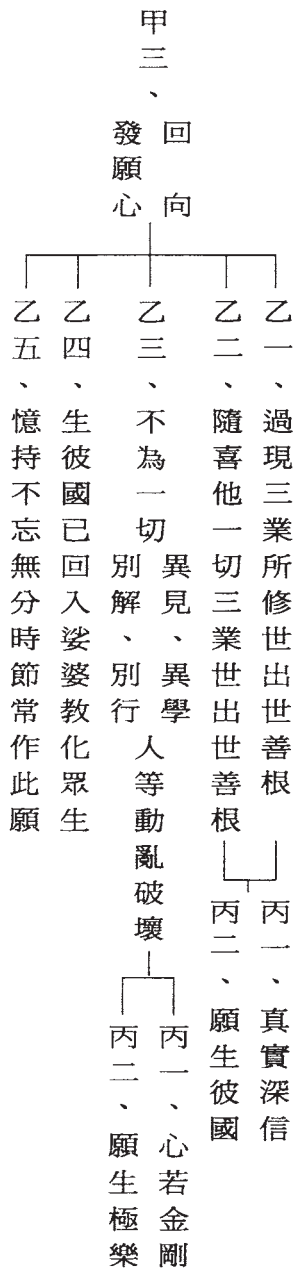 甲三、回向發願心
乙一、過現三業所修世出世善根
乙二、隨喜他一切三業世出世善根
丙一、真實深信
丙二、願生彼國
乙三、不為一切異見、異學別解、別行人等動亂破壞
丙一、心若金剛
丙二、願生極樂
乙四、生彼國已回入娑婆教化眾生
乙五、憶持不忘無分時節常作此願